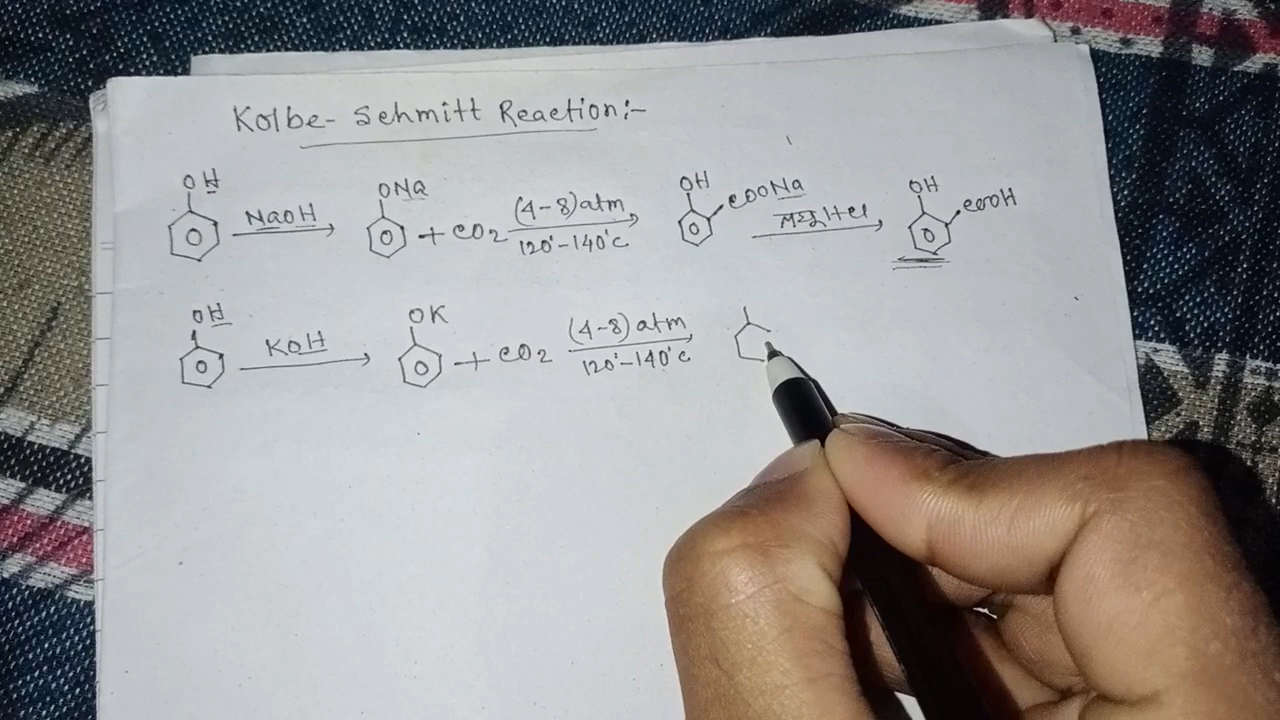 Kolbe- Schmitt Reaction:-
OH NaOH ONa + CO2 (4-8)atm 120°-140°C OH COONa লঘু HCl OH COOH
OH KOH OK + CO2 (4-8)atm 120°-140°C